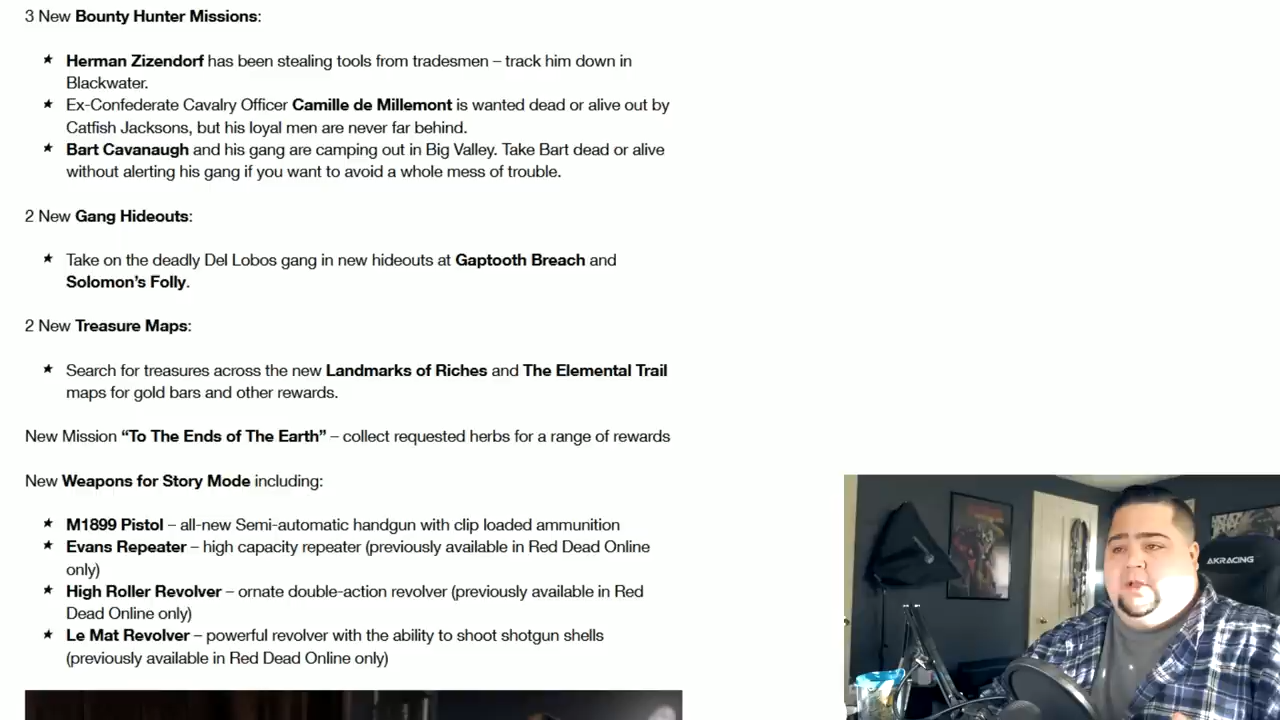 3 New Bounty Hunter Missions:
Herman Zizendorf has been stealing tools from tradesmen – track him down in
Blackwater.
Ex-Confederate Cavalry Officer Camille de Millemont is wanted dead or alive out by
Catfish Jacksons, but his loyal men are never far behind.
Bart Cavanaugh and his gang are camping out in Big Valley. Take Bart dead or alive
without alerting his gang if you want to avoid a whole mess of trouble.
2 New Gang Hideouts:
Take on the deadly Del Lobos gang in new hideouts at Gaptooth Breach and
Solomon's Folly.
2 New Treasure Maps:
Search for treasures across the new Landmarks of Riches and The Elemental Trail
maps for gold bars and other rewards.
New Mission “To The Ends of The Earth” – collect requested herbs for a range of rewards
New Weapons for Story Mode including:
M1899 Pistol – all-new Semi-automatic handgun with clip loaded ammunition
Evans Repeater – high capacity repeater (previously available in Red Dead Online
only)
High Roller Revolver – ornate double-action revolver (previously available in Red
Dead Online only)
Le Mat Revolver – powerful revolver with the ability to shoot shotgun shells
(previously available in Red Dead Online only)
AKRACING